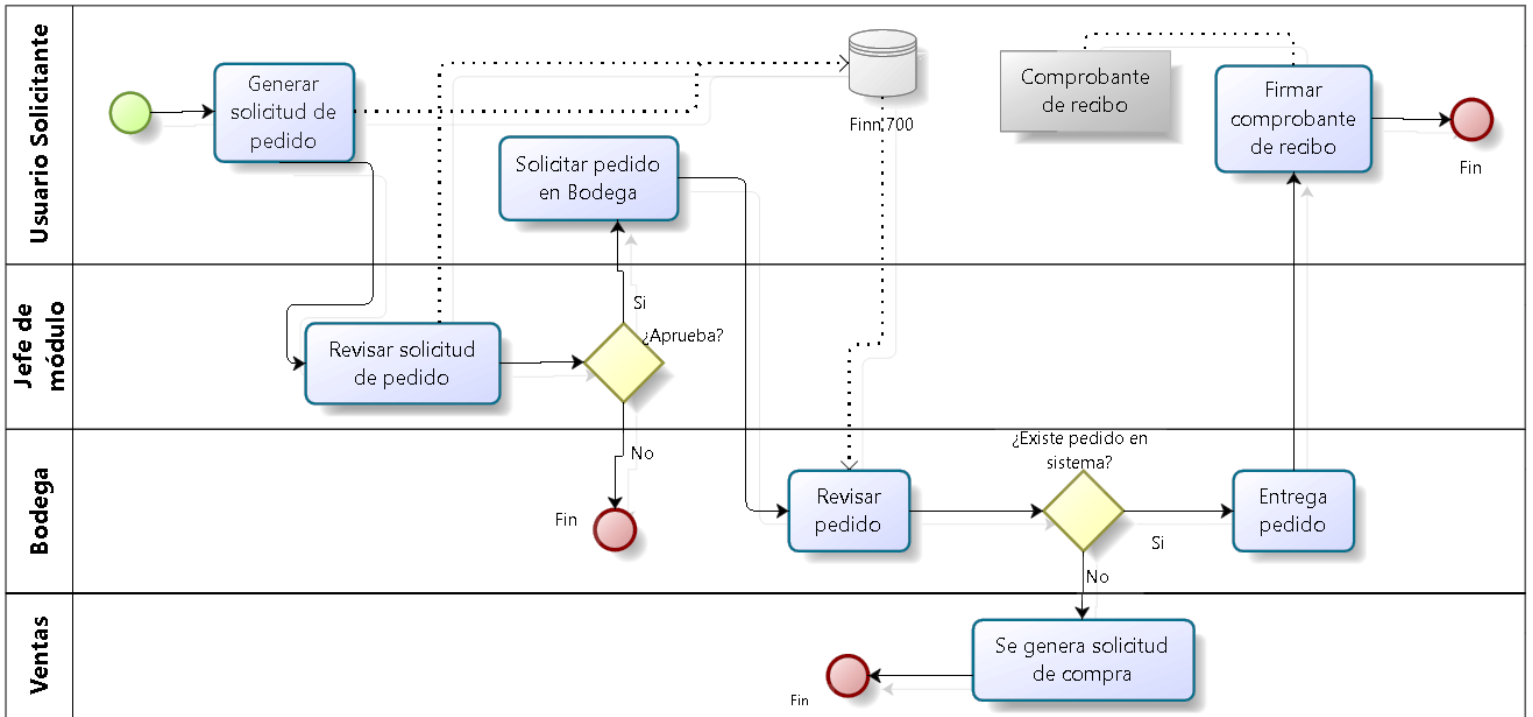 Usuario Solicitante
Generar
solicitud de
pedido
Solicitar pedido
en Bodega
Finn 700
Comprobante
de recibo
Firmar
comprobante
de recibo
Fin
Jefe de
módulo
Revisar solicitud
de pedido
Si
¿Aprueba?
No
Bodega
Fin
Revisar
pedido
¿Existe pedido en
sistema?
Si
No
Entrega
pedido
Ventas
Fin
Se genera solicitud
de compra